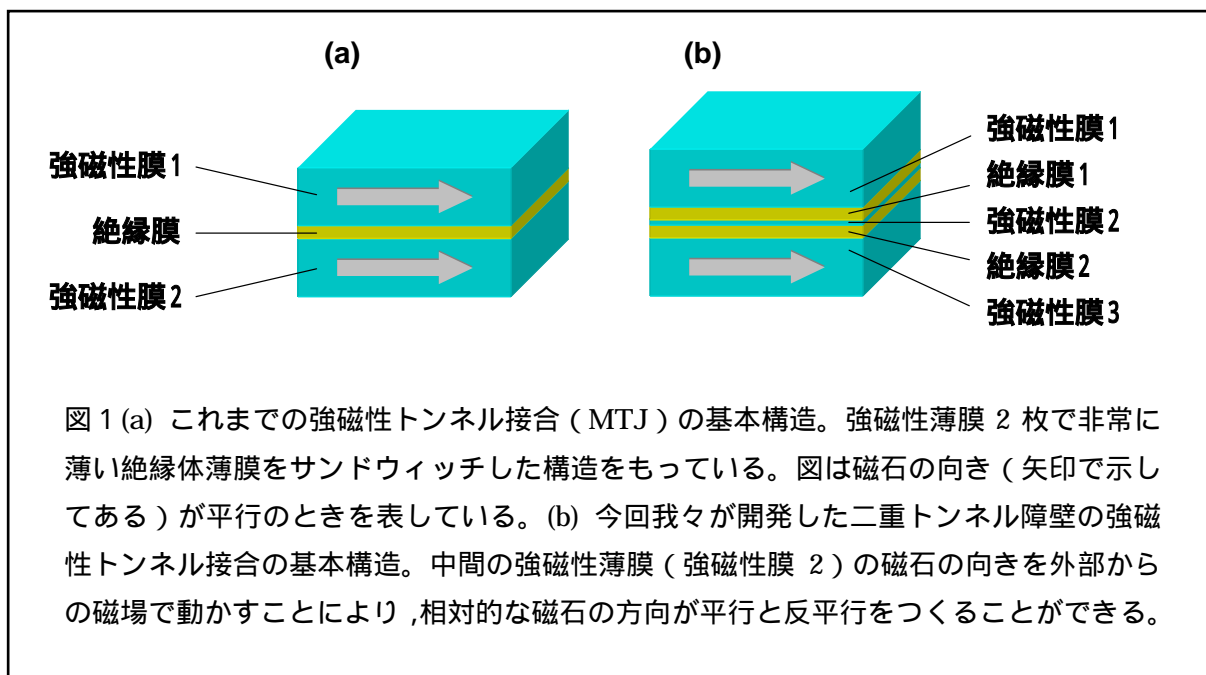 (a)
強磁性膜1
絶縁膜
強磁性膜2
(b)
強磁性膜1
絶縁膜1
強磁性膜2
絶縁膜2
強磁性膜3
図 1 (a) これまでの強磁性トンネル接合（MTJ）の基本構造。強磁性薄膜 2 枚で非常に
薄い絶縁体薄膜をサンドウィッチした構造をもっている。図は磁石の向き（矢印で示し
てある）が平行のときを表している。(b) 今回我々が開発した二重トンネル障壁の強磁
性トンネル接合の基本構造。中間の強磁性薄膜（強磁性膜 2）の磁石の向きを外部から
の磁場で動かすことにより ,相対的な磁石の方向が平行と反平行をつくることができる。